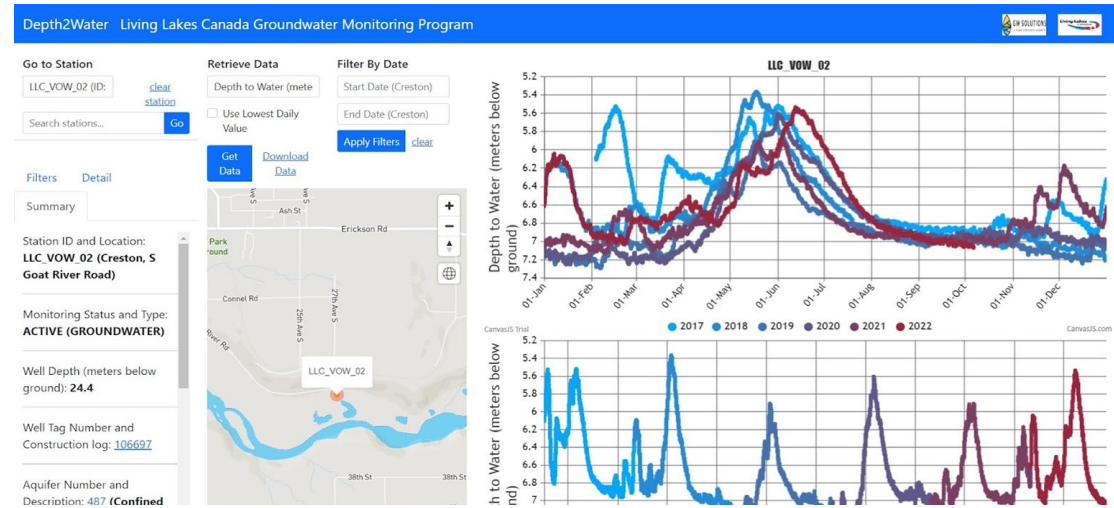 Depth2Water Living Lakes Canada Groundwater Monitoring Program
GW SOLUTIONS
Go to Station
LLC_VOW_02 (ID:
clear
station
Search stations...
Go
Retrieve Data
Depth to Water (mete
Use Lowest Daily
Value
Get
Data
Download
Data
Filter By Date
Start Date (Creston)
End Date (Creston)
Apply Filters
clear
Filters
Detail
Summary
Station ID and Location:
LLC_VOW_02 (Creston, S
Goat River Road)
Monitoring Status and Type:
ACTIVE (GROUNDWATER)
Well Depth (meters below
ground): 24.4
Well Tag Number and
Construction log: 106697
Aquifer Number and
Description: 487 (Confined
Ash St
Erickson Rd
Park
Connel Rd
25th Ave S
27th Ave S
River Rd
LLC_VOW_02
38th St
38th St
LLC_VOW_02
Depth to Water (meters below
ground)
5.2
5.4
5.6
5.8
6
6.2
6.4
6.6
6.8
7
7.2
7.4
01-Jan
01-Feb
01-Mar
01-Apr
01-May
01-Jun
01-Jul
01-Aug
01-Sep
01-Oct
01-Nov
01-Dec
CanvasJS Trial
2017 2018 2019 2020 2021 2022
CanvasJS.com
h to Water (meters below
nd)
5.2
5.4
5.6
5.8
6
6.2
6.4
6.6
6.8
7